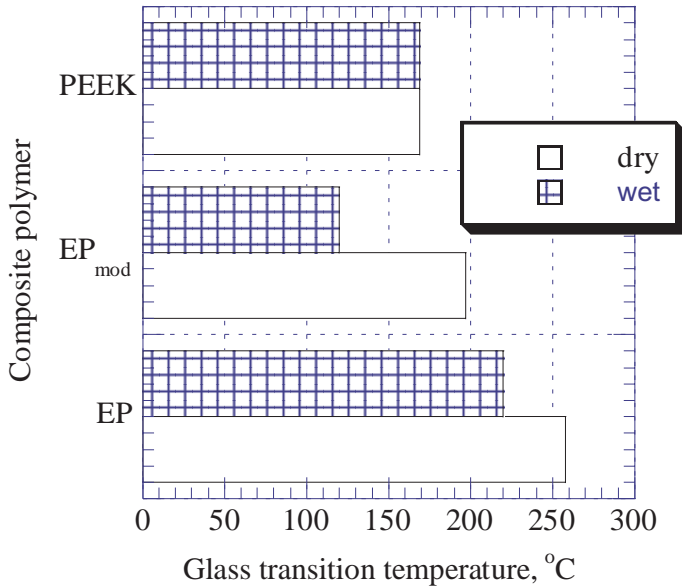 PEEK
EPmod
EP
Composite polymer
dry
wet
0 50 100 150 200 250 300
Glass transition temperature, °C